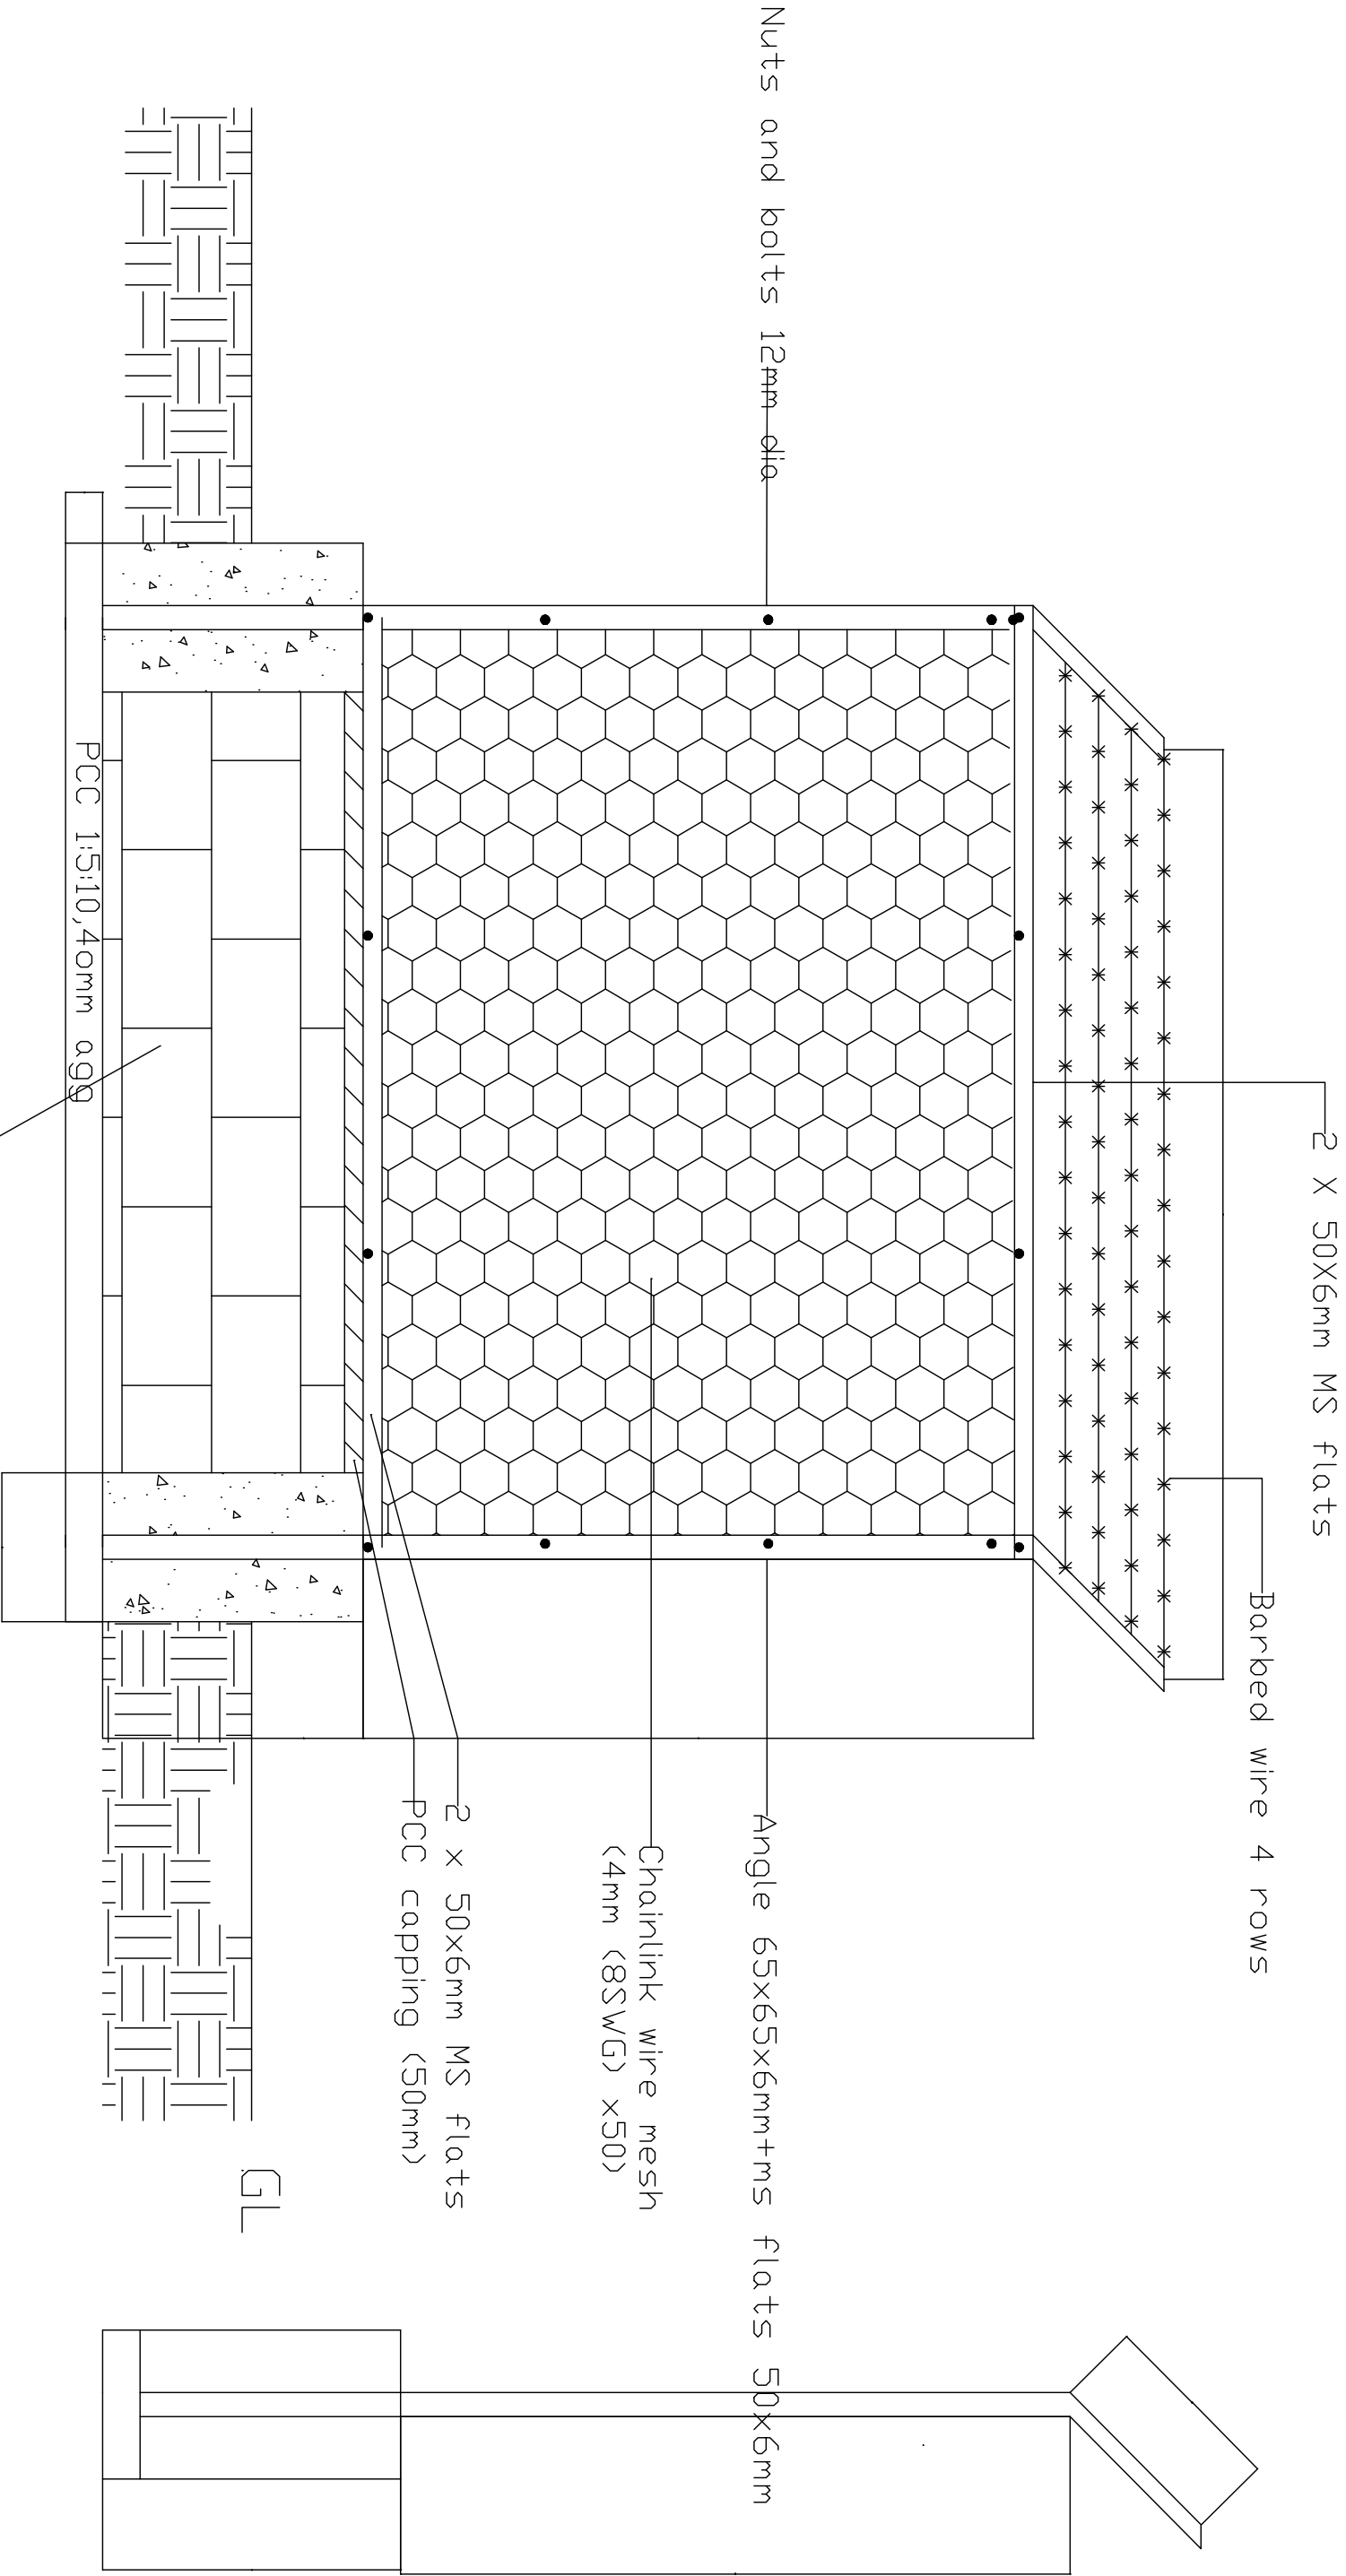 2 X 50X6mm MS flats
Barbed wire 4 rows
Nuts and bolts 12mm dia
Angle 65x65x6mm+ms flats 50x6mm
Chainlink wire mesh
(4mm (8SWG) x50)
2 x 50x6mm MS flats
PCC capping (50mm)
GL
PCC 1:5:10,4omm agg